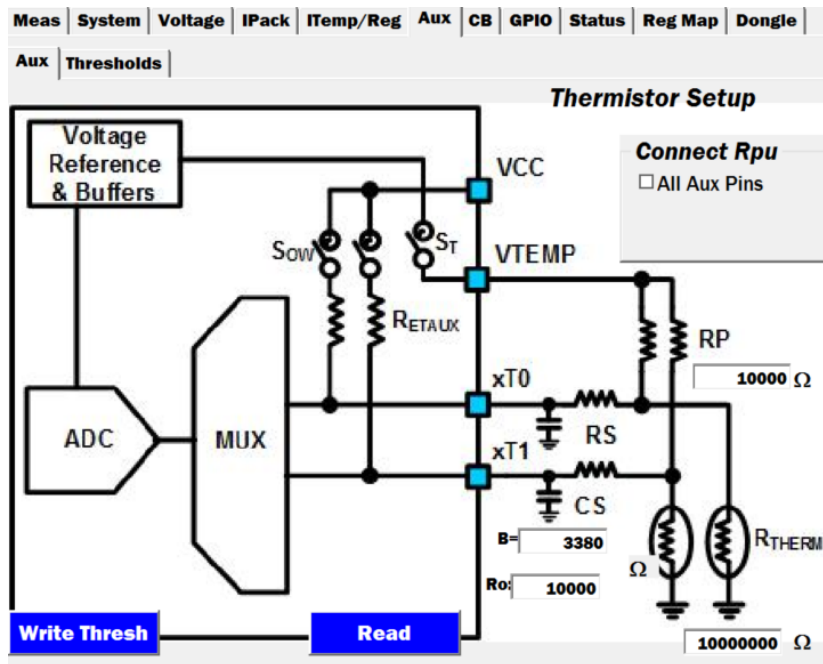 Meas System Voltage IPack ITemp/Reg Aux CB GPIO Status Reg Map Dongle
Aux Thresholds
Thermistor Setup
Voltage
Reference
& Buffers
VCC
Connect Rpu
All Aux Pins
SOW
ST
VTEMP
RETAUX
RP
10000 Ω
xT0
ADC
MUX
RS
xT1
CS
B= 3380
RTHERM
Ω
Ro: 10000
Write Thresh
Read
10000000 Ω